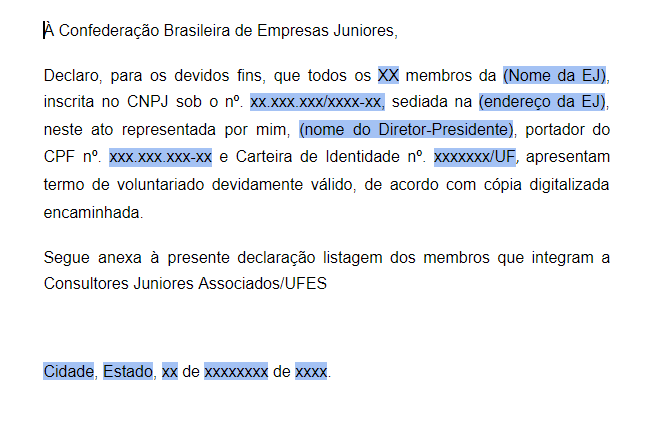 À Confederação Brasileira de Empresas Juniores,
Declaro, para os devidos fins, que todos os XX membros da (Nome da EJ),
inscrita no CNPJ sob o nº. xx.xxx.xxx/xxxx-xx, sediada na (endereço da EJ),
neste ato representada por mim, (nome do Diretor-Presidente), portador do
CPF nº. xxx.xxx.xxx-xx e Carteira de Identidade nº. xxxxxxx/UF, apresentam
termo de voluntariado devidamente válido, de acordo com cópia digitalizada
encaminhada.
Segue anexa à presente declaração listagem dos membros que integram a
Consultores Juniores Associados/UFES
Cidade, Estado, xx de xxxxxxxx de xxxx.